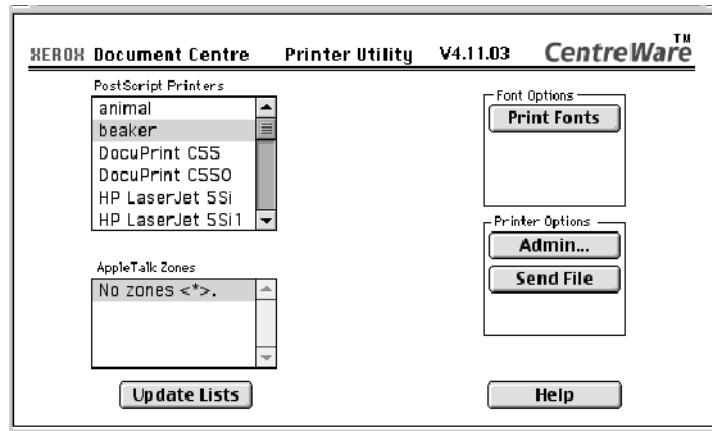 XEROX Document Centre Printer Utility V4.11.03 CentreWare™
PostScript Printers
animal
beaker
DocuPrint C55
DocuPrint C550
HP LaserJet 5Si
HP LaserJet 5Si1
AppleTalk Zones
No zones <*>.
Update Lists
Font Options
Print Fonts
Printer Options
Admin...
Send File
Help